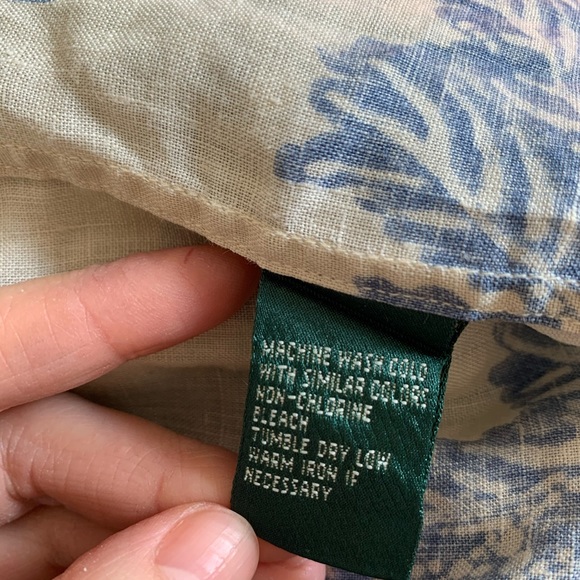 MACHINE WASH COLD
WITH SIMILAR COLORS
NON-CHLORINE
BLEACH
TUMBLE DRY LOW
WARM IRON IF
NECESSARY